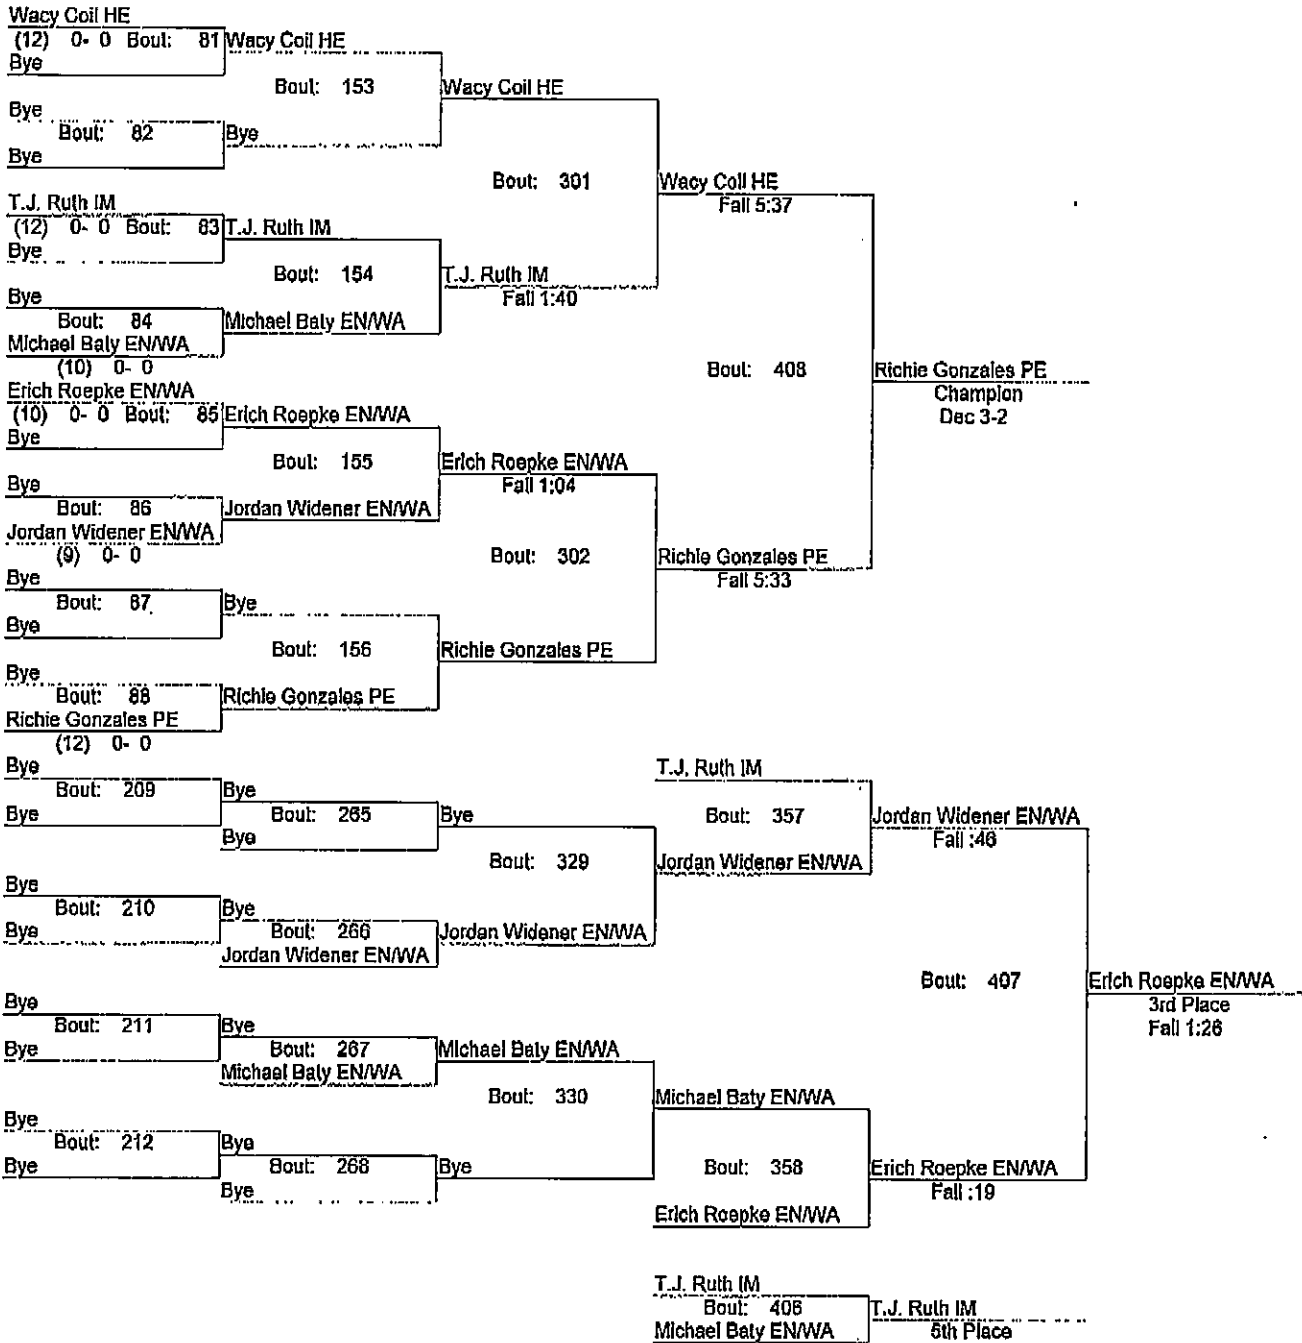 Wacy Coil HE
(12) 0- 0 Bout: 81 Wacy Coil HE
Bye
Bout: 153 Wacy Coil HE
Bye
Bout: 82 Bye
Bye
Bout: 301 Wacy Coil HE
Fall 5:37
T.J. Ruth IM
(12) 0- 0 Bout: 83 T.J. Ruth IM
Bye
Bout: 154 T.J. Ruth IM
Fall 1:40
Bye
Bout: 84 Michael Baty EN/WA
Michael Baty EN/WA
(10) 0- 0
Bout: 408 Richie Gonzales PE
Champion
Dec 3-2
Erich Roepke EN/WA
(10) 0- 0 Bout: 85 Erich Roepke EN/WA
Bye
Bout: 155 Erich Roepke EN/WA
Fall 1:04
Bye
Bout: 86 Jordan Widener EN/WA
Jordan Widener EN/WA
(9) 0- 0
Bout: 302 Richie Gonzales PE
Fall 5:33
Bye
Bout: 87 Bye
Bye
Bout: 156 Richie Gonzales PE
Bye
Bout: 88 Richie Gonzales PE
Richie Gonzales PE
(12) 0- 0
Bye
Bout: 209 Bye
Bye
Bout: 265 Bye
Bye
T.J. Ruth IM
Bout: 357 Jordan Widener EN/WA
Fall :46
Bout: 329 Jordan Widener EN/WA
Bye
Bout: 210 Bye
Bye
Bout: 266 Jordan Widener EN/WA
Jordan Widener EN/WA
Bout: 407 Erich Roepke EN/WA
3rd Place
Fall 1:26
Bye
Bout: 211 Bye
Bye
Bout: 267 Michael Baty EN/WA
Michael Baty EN/WA
Bout: 330 Michael Baty EN/WA
Bye
Bout: 212 Bye
Bye
Bout: 268 Bye
Bye
Bout: 358 Erich Roepke EN/WA
Fall :19
Erich Roepke EN/WA
T.J. Ruth IM
Bout: 406 T.J. Ruth IM
Michael Baty EN/WA
5th Place